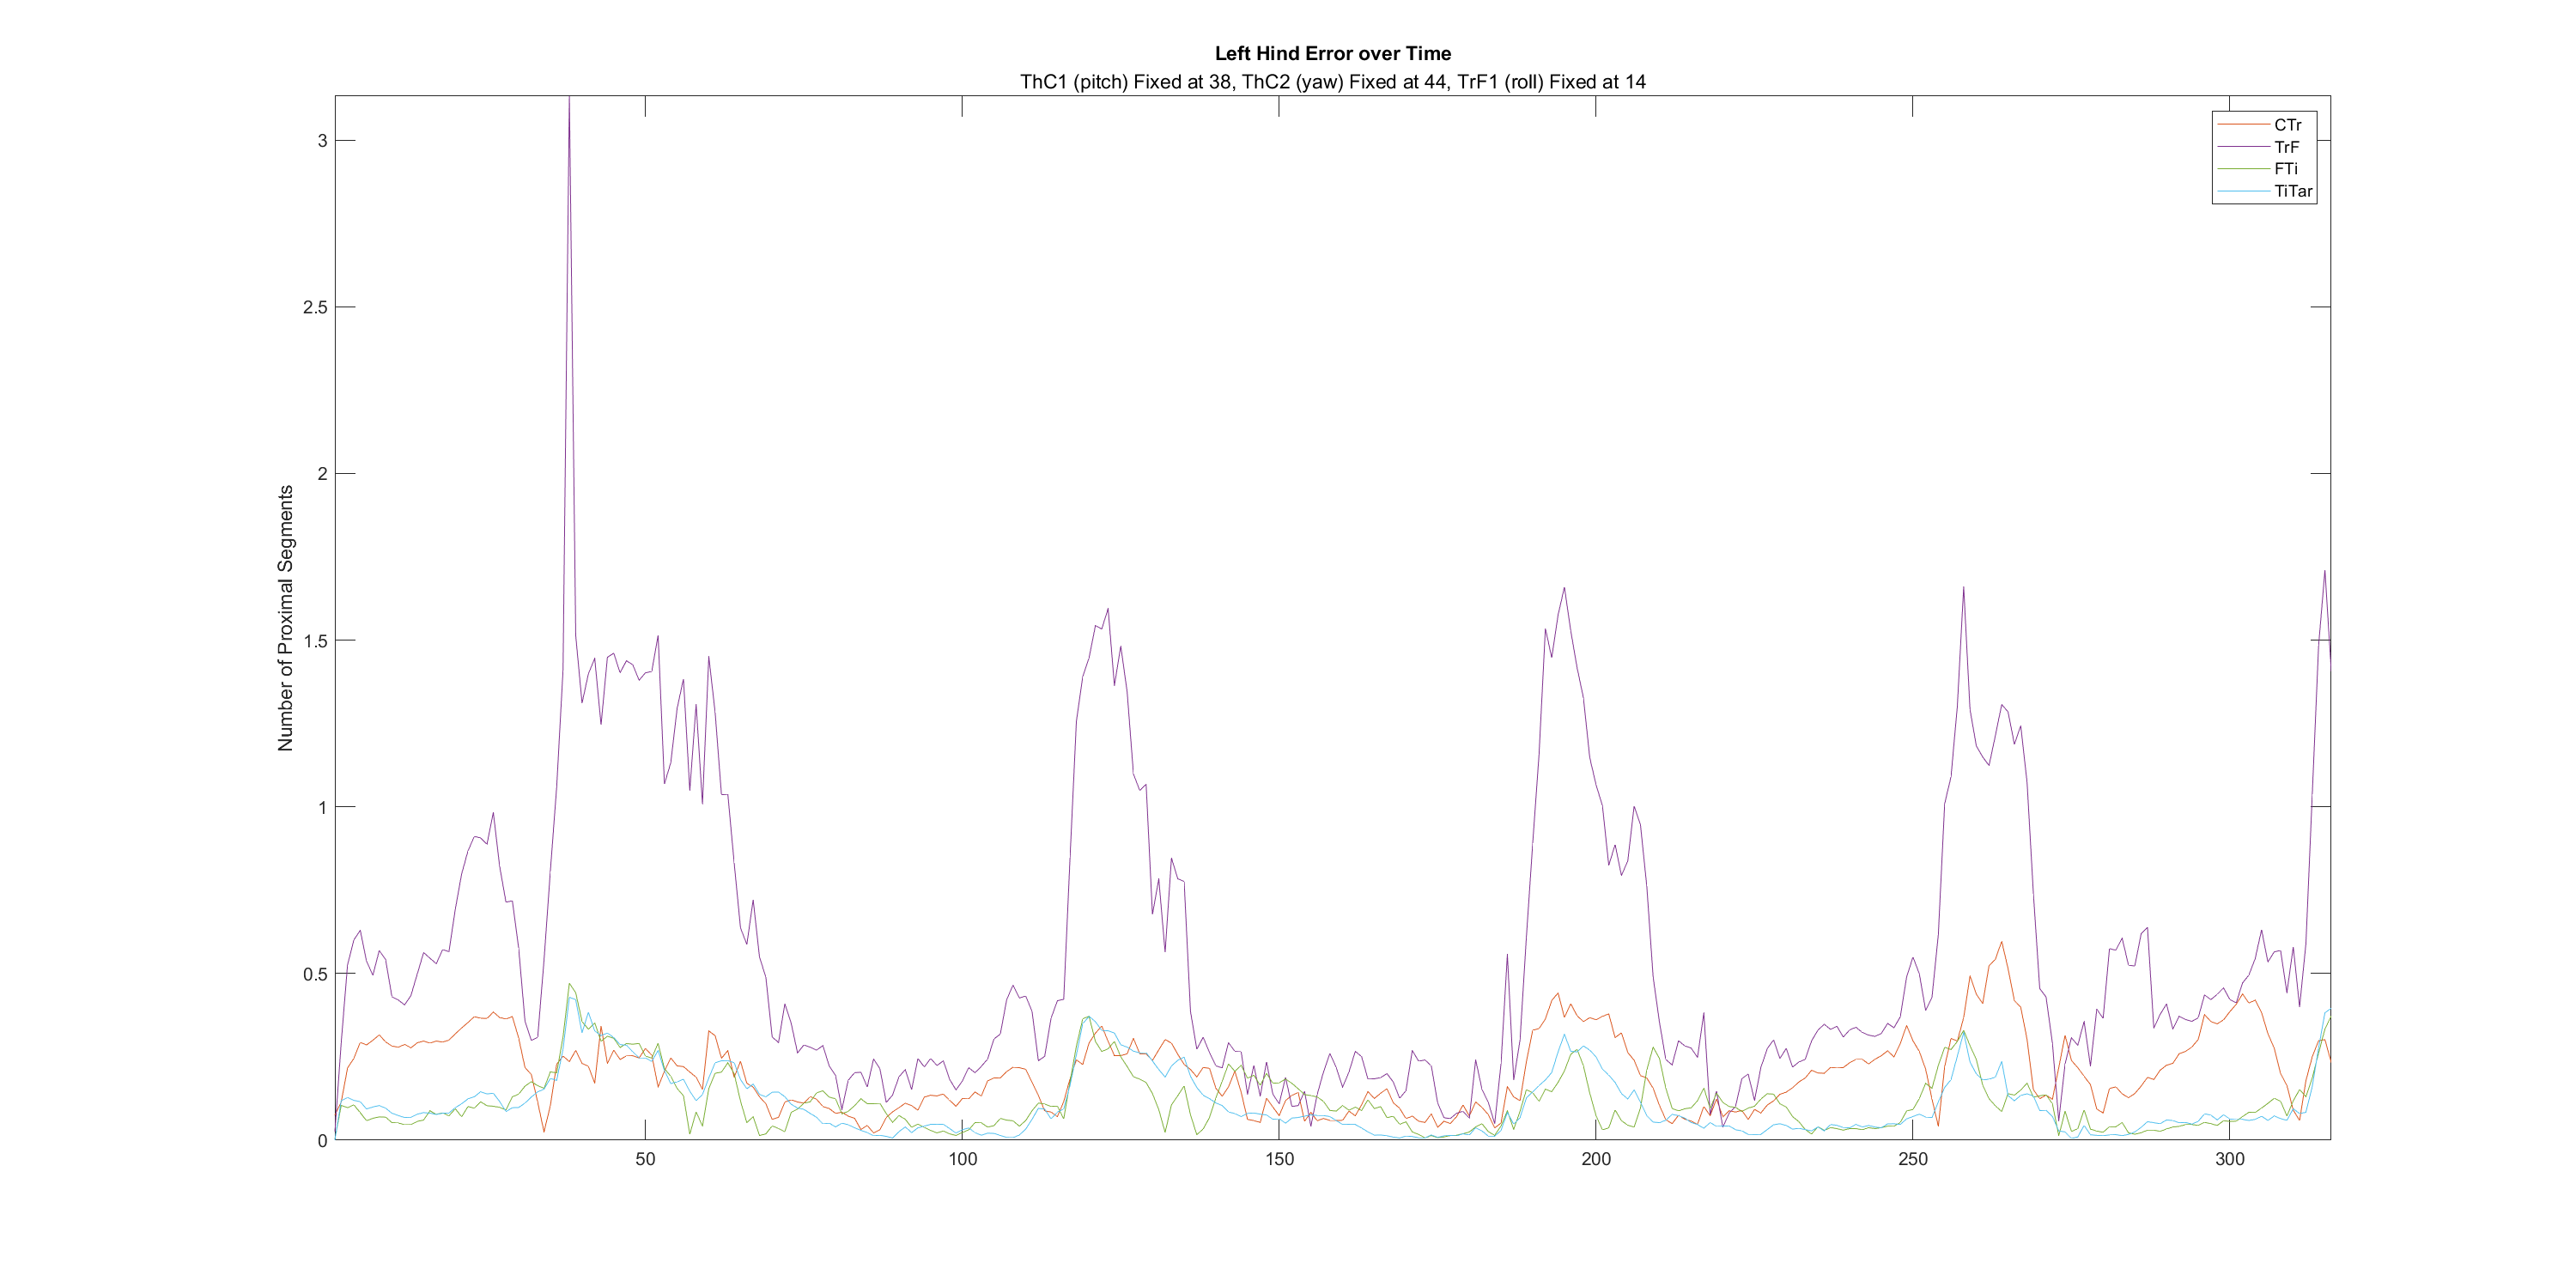 Left Hind Error over Time
ThC1 (pitch) Fixed at 38, ThC2 (yaw) Fixed at 44, TrF1 (roll) Fixed at 14
CTr
TrF
FTi
TiTar
Number of Proximal Segments
3
2.5
2
1.5
1
0.5
0
50
100
150
200
250
300